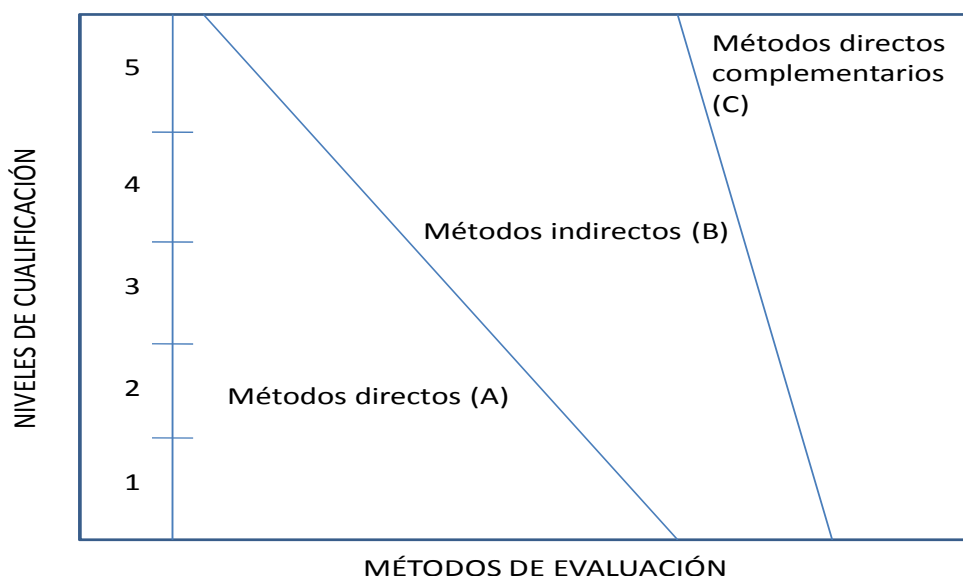 Métodos directos
complementarios
(C)
5
4
Métodos indirectos (B)
3
2
Métodos directos (A)
1
NIVELES DE CUALIFICACIÓN
MÉTODOS DE EVALUACIÓN